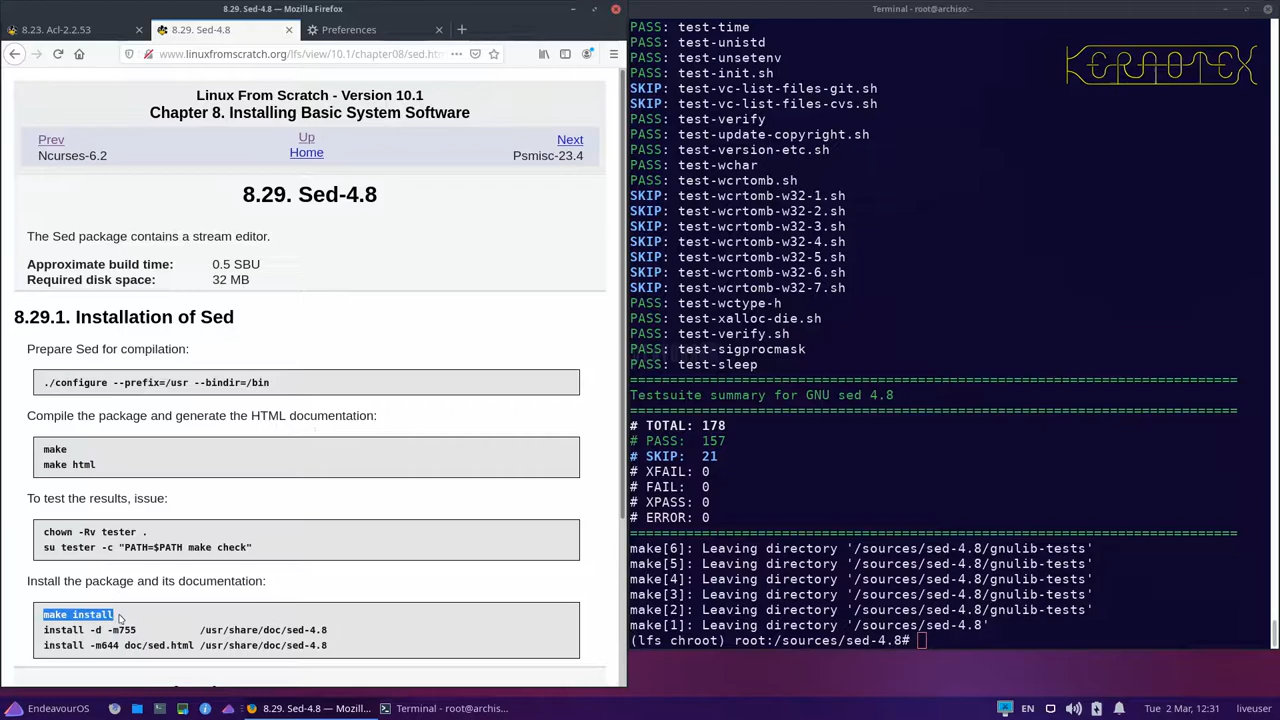 8.29. Sed-4.8 — Mozilla Firefox
8.23. Acl-2.2.53
8.29. Sed-4.8
Preferences
www.linuxfromscratch.org/lfs/view/10.1/chapter08/sed.htm
Linux From Scratch - Version 10.1
Chapter 8. Installing Basic System Software
Prev
Up
Next
Ncurses-6.2
Home
Psmisc-23.4
8.29. Sed-4.8
The Sed package contains a stream editor.
Approximate build time: 0.5 SBU
Required disk space: 32 MB
8.29.1. Installation of Sed
Prepare Sed for compilation:
./configure --prefix=/usr --bindir=/bin
Compile the package and generate the HTML documentation:
make
make html
To test the results, issue:
chown -Rv tester .
su tester -c "PATH=$PATH make check"
Install the package and its documentation:
make install
install -d -m755 /usr/share/doc/sed-4.8
install -m644 doc/sed.html /usr/share/doc/sed-4.8
Terminal - root@archiso:~
KERNOTEX
PASS: test-time
PASS: test-unistd
PASS: test-unsetenv
PASS: test-init.sh
SKIP: test-vc-list-files-git.sh
SKIP: test-vc-list-files-cvs.sh
PASS: test-verify
PASS: test-update-copyright.sh
PASS: test-version-etc.sh
PASS: test-wchar
PASS: test-wcrtomb.sh
SKIP: test-wcrtomb-w32-1.sh
SKIP: test-wcrtomb-w32-2.sh
SKIP: test-wcrtomb-w32-3.sh
SKIP: test-wcrtomb-w32-4.sh
SKIP: test-wcrtomb-w32-5.sh
SKIP: test-wcrtomb-w32-6.sh
SKIP: test-wcrtomb-w32-7.sh
PASS: test-wctype-h
PASS: test-xalloc-die.sh
PASS: test-verify.sh
PASS: test-sigprocmask
PASS: test-sleep
============================================================================
Testsuite summary for GNU sed 4.8
============================================================================
# TOTAL: 178
# PASS: 157
# SKIP: 21
# XFAIL: 0
# FAIL: 0
# XPASS: 0
# ERROR: 0
============================================================================
make[6]: Leaving directory '/sources/sed-4.8/gnulib-tests'
make[5]: Leaving directory '/sources/sed-4.8/gnulib-tests'
make[4]: Leaving directory '/sources/sed-4.8/gnulib-tests'
make[3]: Leaving directory '/sources/sed-4.8/gnulib-tests'
make[2]: Leaving directory '/sources/sed-4.8/gnulib-tests'
make[1]: Leaving directory '/sources/sed-4.8'
(lfs chroot) root:/sources/sed-4.8#
EndeavourOS
8.29. Sed-4.8 — Mozill...
Terminal - root@archis...
EN
Tue 2 Mar, 12:31
liveuser